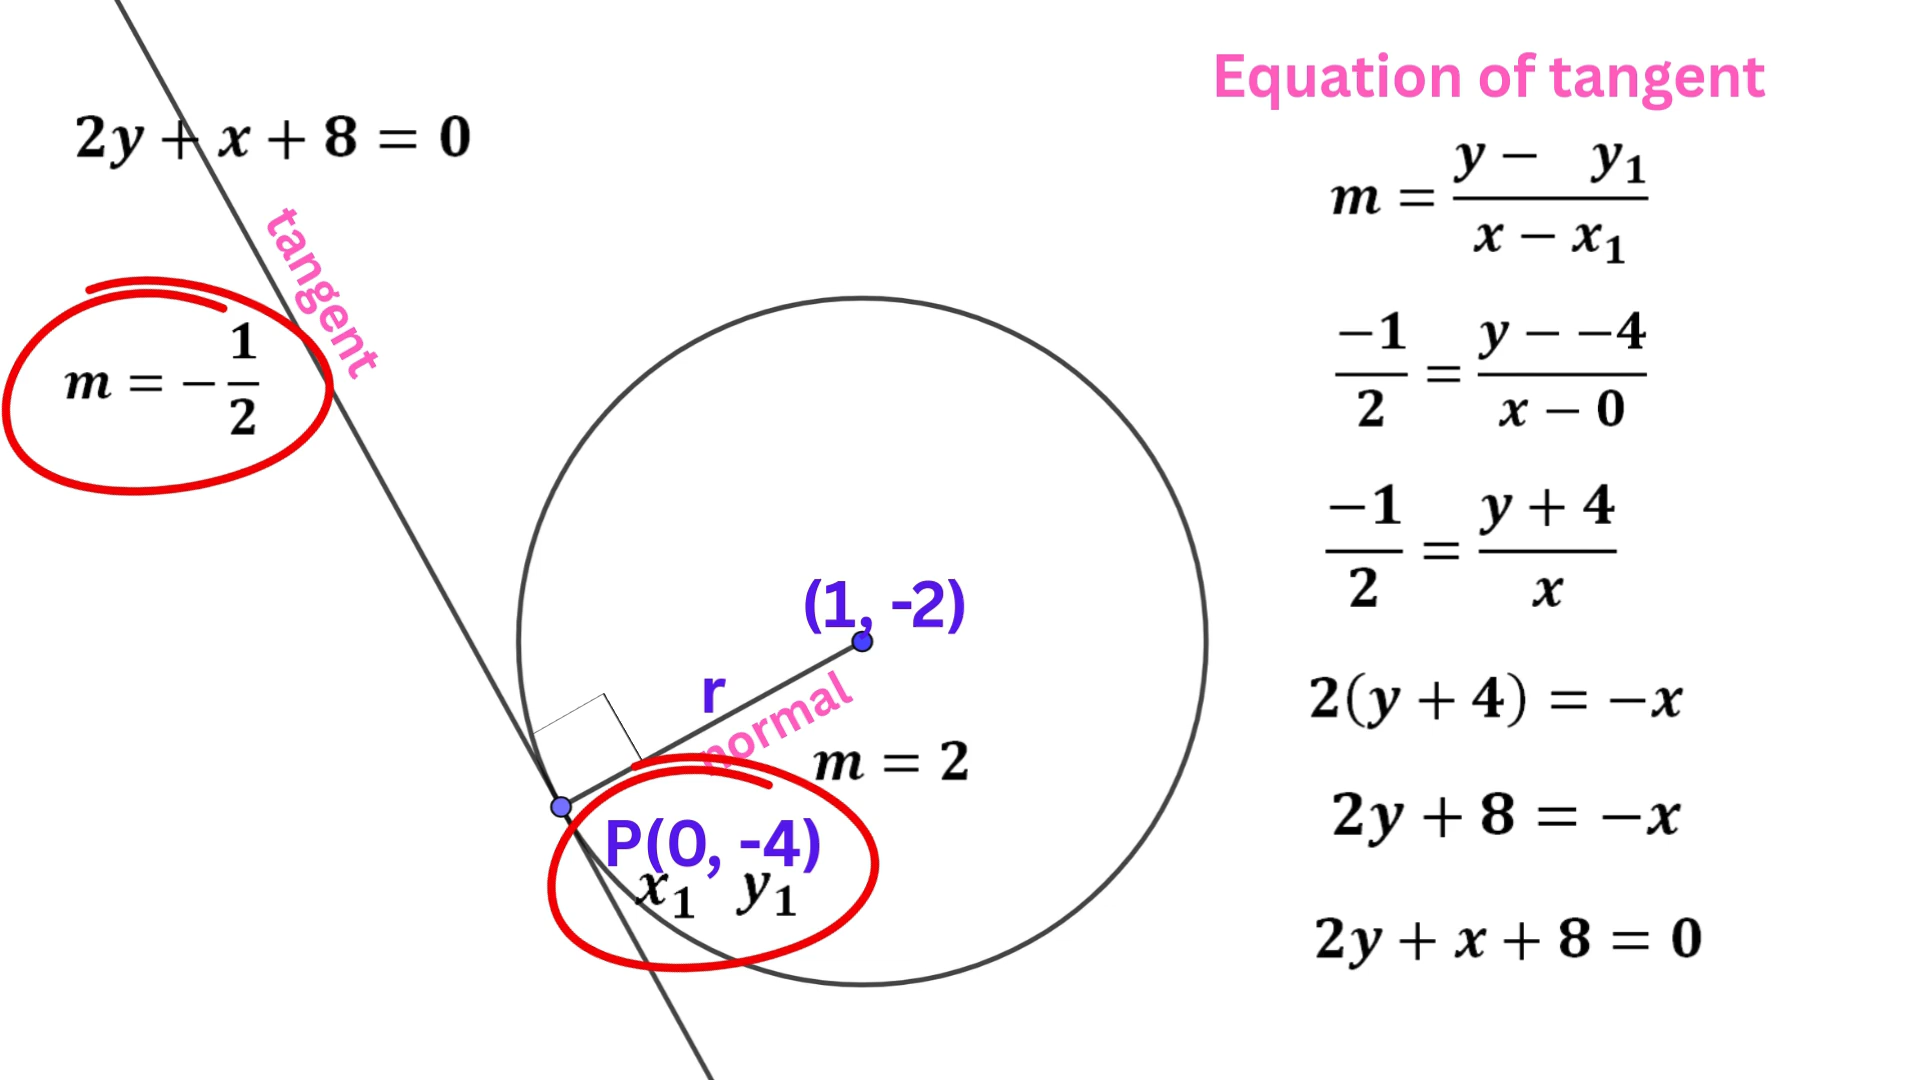 Equation of tangent
2y + x + 8 = 0
tangent
m = -1/2
(1, -2)
r
normal
m = 2
P(0, -4)
x₁ y₁
m = (y - y₁)/(x - x₁)
-1/2 = (y - -4)/(x - 0)
-1/2 = (y + 4)/x
2(y + 4) = -x
2y + 8 = -x
2y + x + 8 = 0